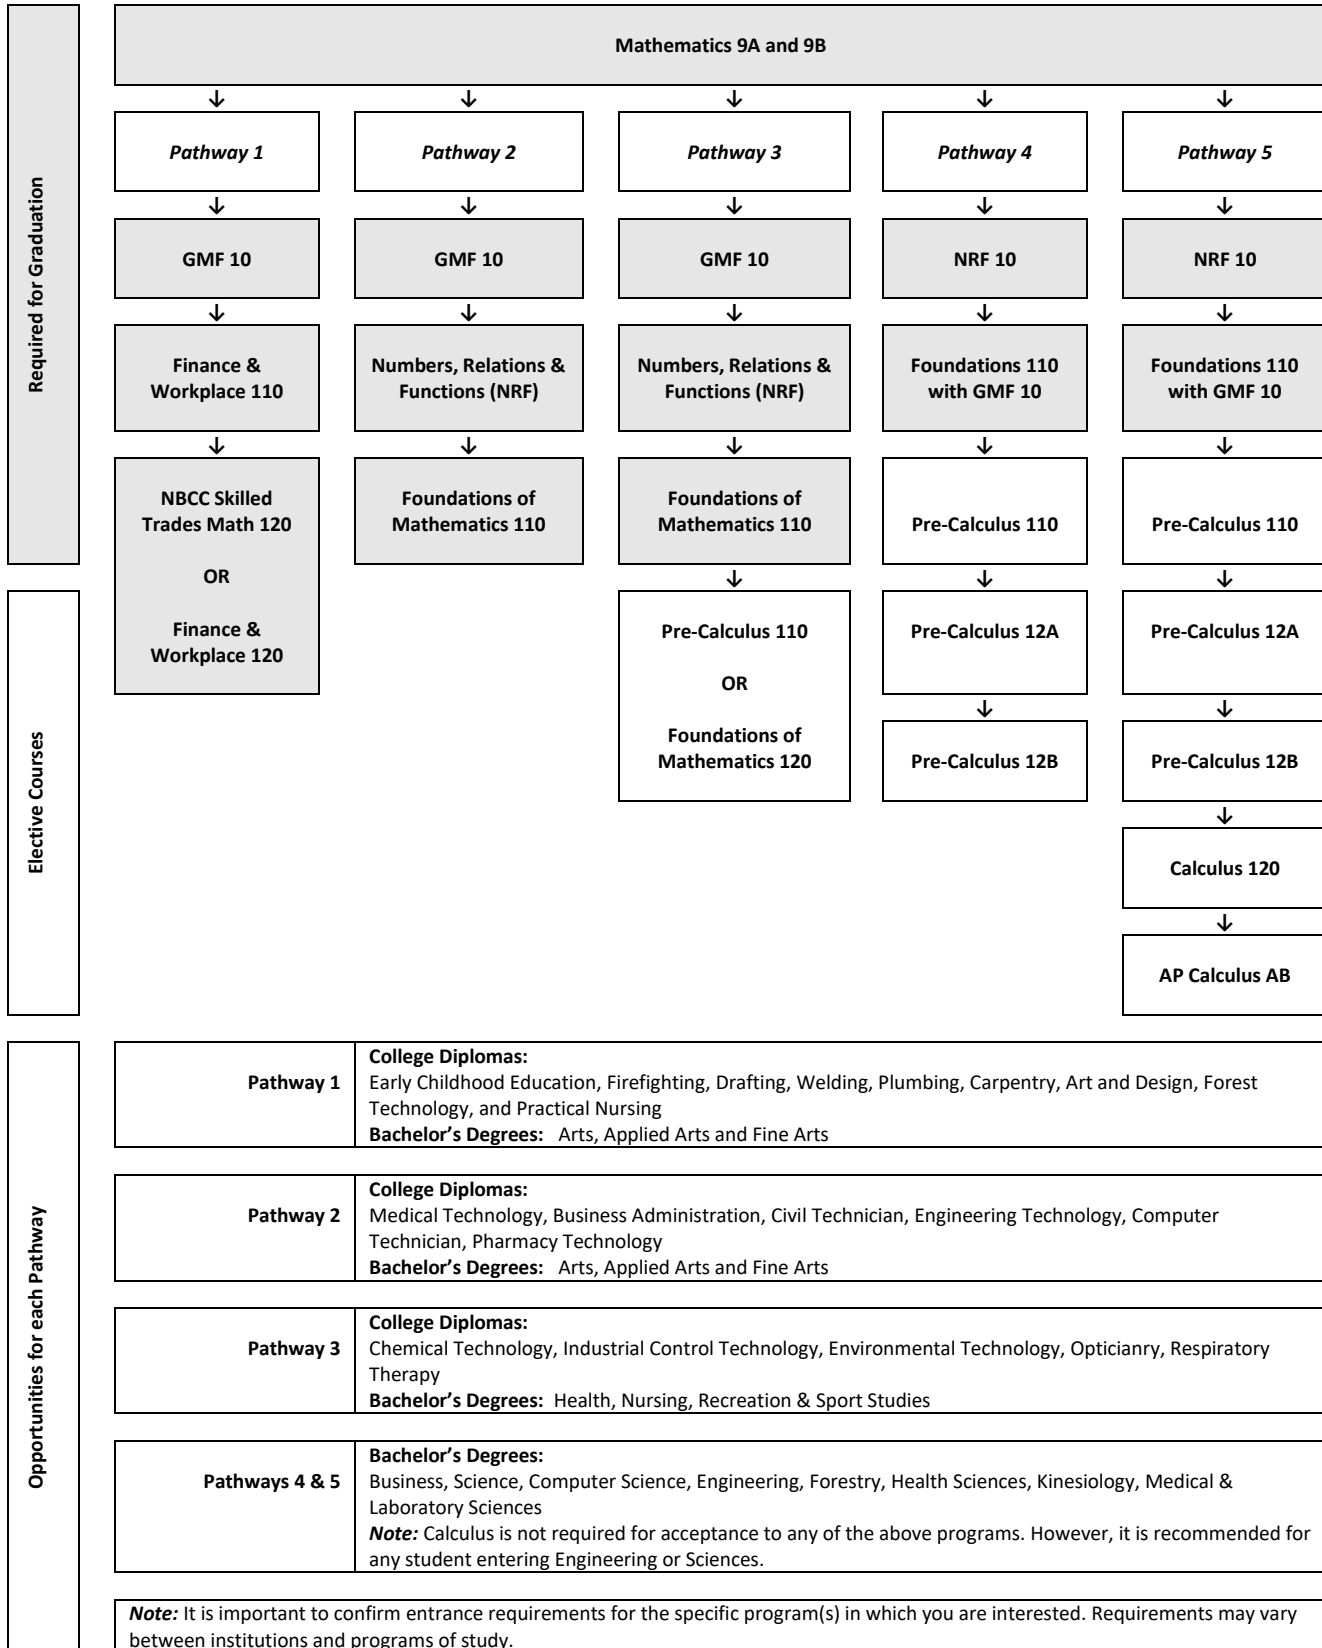 Required for Graduation
Mathematics 9A and 9B
↓ ↓ ↓ ↓ ↓
Pathway 1
Pathway 2
Pathway 3
Pathway 4
Pathway 5
↓ ↓ ↓ ↓ ↓
GMF 10
GMF 10
GMF 10
NRF 10
NRF 10
↓ ↓ ↓ ↓ ↓
Finance &
Workplace 110
Numbers, Relations &
Functions (NRF)
Numbers, Relations &
Functions (NRF)
Foundations 110
with GMF 10
Foundations 110
with GMF 10
↓ ↓ ↓ ↓ ↓
NBCC Skilled
Trades Math 120
OR
Finance &
Workplace 120
Foundations of
Mathematics 110
Foundations of
Mathematics 110
Pre-Calculus 110
Pre-Calculus 110
↓ ↓ ↓
Elective Courses
Pre-Calculus 110
OR
Foundations of
Mathematics 120
Pre-Calculus 12A
Pre-Calculus 12A
↓ ↓
Pre-Calculus 12B
Pre-Calculus 12B
↓
Calculus 120
↓
AP Calculus AB
Opportunities for each Pathway
Pathway 1
College Diplomas:
Early Childhood Education, Firefighting, Drafting, Welding, Plumbing, Carpentry, Art and Design, Forest
Technology, and Practical Nursing
Bachelor’s Degrees: Arts, Applied Arts and Fine Arts
Pathway 2
College Diplomas:
Medical Technology, Business Administration, Civil Technician, Engineering Technology, Computer
Technician, Pharmacy Technology
Bachelor’s Degrees: Arts, Applied Arts and Fine Arts
Pathway 3
College Diplomas:
Chemical Technology, Industrial Control Technology, Environmental Technology, Opticianry, Respiratory
Therapy
Bachelor’s Degrees: Health, Nursing, Recreation & Sport Studies
Pathways 4 & 5
Bachelor’s Degrees:
Business, Science, Computer Science, Engineering, Forestry, Health Sciences, Kinesiology, Medical &
Laboratory Sciences
Note: Calculus is not required for acceptance to any of the above programs. However, it is recommended for
any student entering Engineering or Sciences.
Note: It is important to confirm entrance requirements for the specific program(s) in which you are interested. Requirements may vary
between institutions and programs of study.